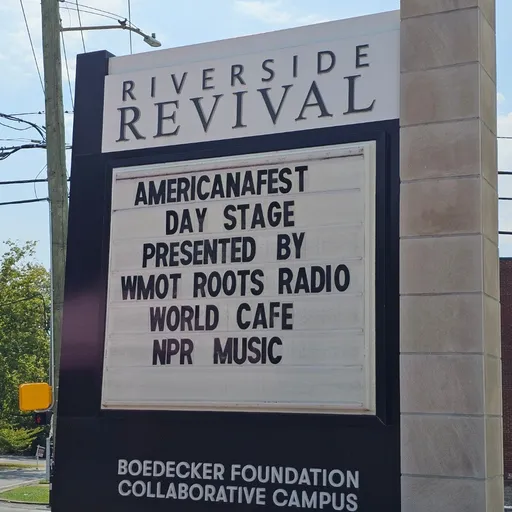 RIVERSIDE
REVIVAL
AMERICANAFEST
DAY STAGE
PRESENTED BY
WMOT ROOTS RADIO
WORLD CAFE
NPR MUSIC
BOEDECKER FOUNDATION
COLLABORATIVE CAMPUS